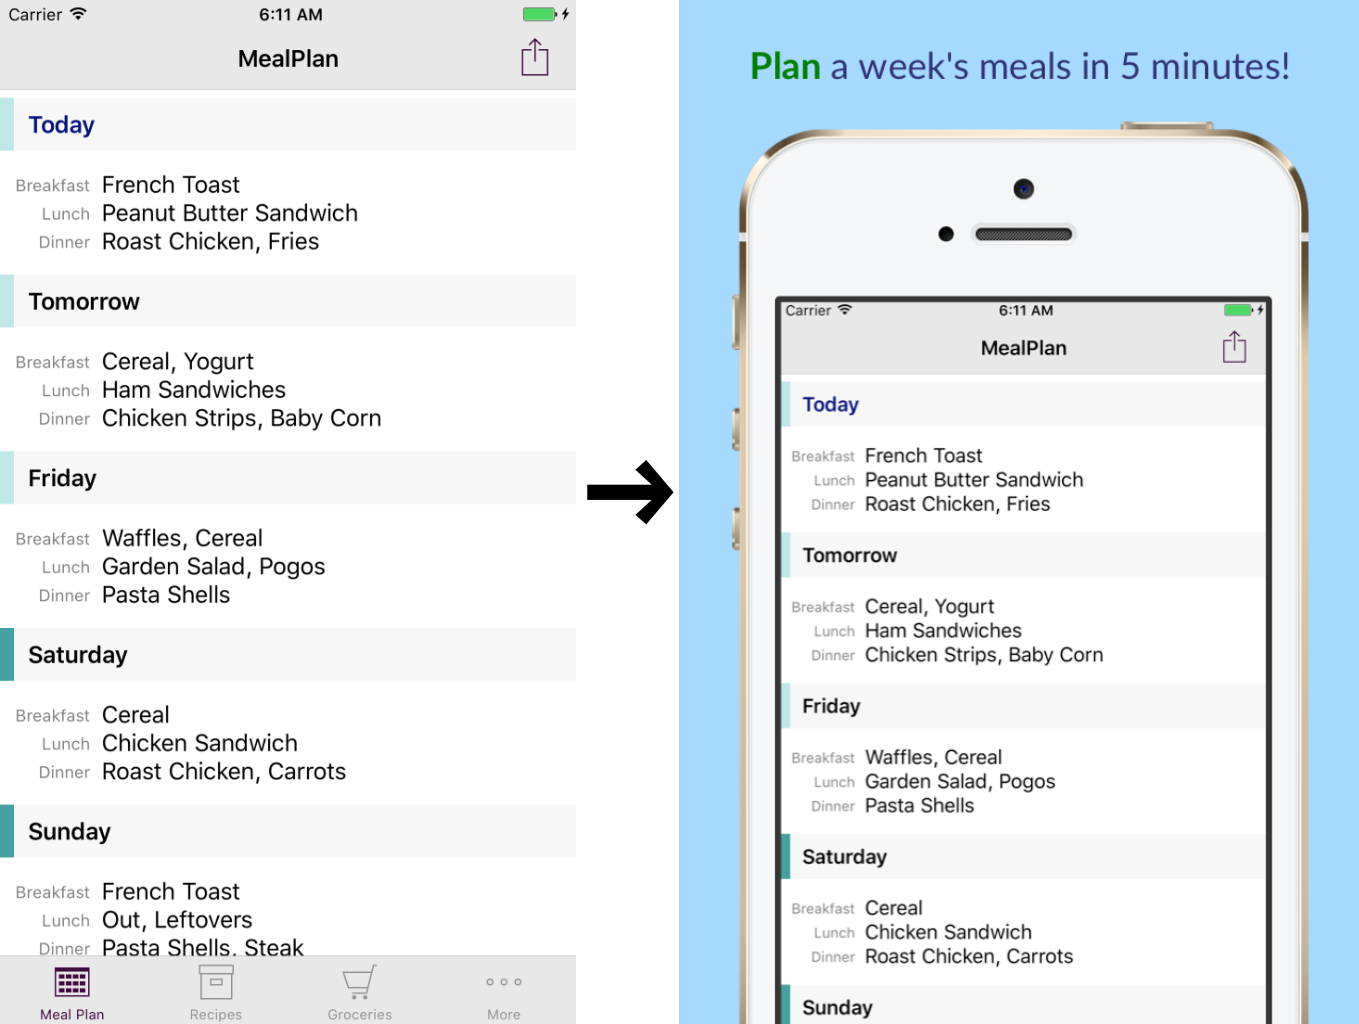 Carrier 6:11 AM
MealPlan
Today
Breakfast French Toast
Lunch Peanut Butter Sandwich
Dinner Roast Chicken, Fries
Tomorrow
Breakfast Cereal, Yogurt
Lunch Ham Sandwiches
Dinner Chicken Strips, Baby Corn
Friday
Breakfast Waffles, Cereal
Lunch Garden Salad, Pogos
Dinner Pasta Shells
Saturday
Breakfast Cereal
Lunch Chicken Sandwich
Dinner Roast Chicken, Carrots
Sunday
Breakfast French Toast
Lunch Out, Leftovers
Dinner Pasta Shells, Steak
Meal Plan Recipes Groceries More
Plan a week's meals in 5 minutes!
Carrier 6:11 AM
MealPlan
Today
Breakfast French Toast
Lunch Peanut Butter Sandwich
Dinner Roast Chicken, Fries
Tomorrow
Breakfast Cereal, Yogurt
Lunch Ham Sandwiches
Dinner Chicken Strips, Baby Corn
Friday
Breakfast Waffles, Cereal
Lunch Garden Salad, Pogos
Dinner Pasta Shells
Saturday
Breakfast Cereal
Lunch Chicken Sandwich
Dinner Roast Chicken, Carrots
Sunday